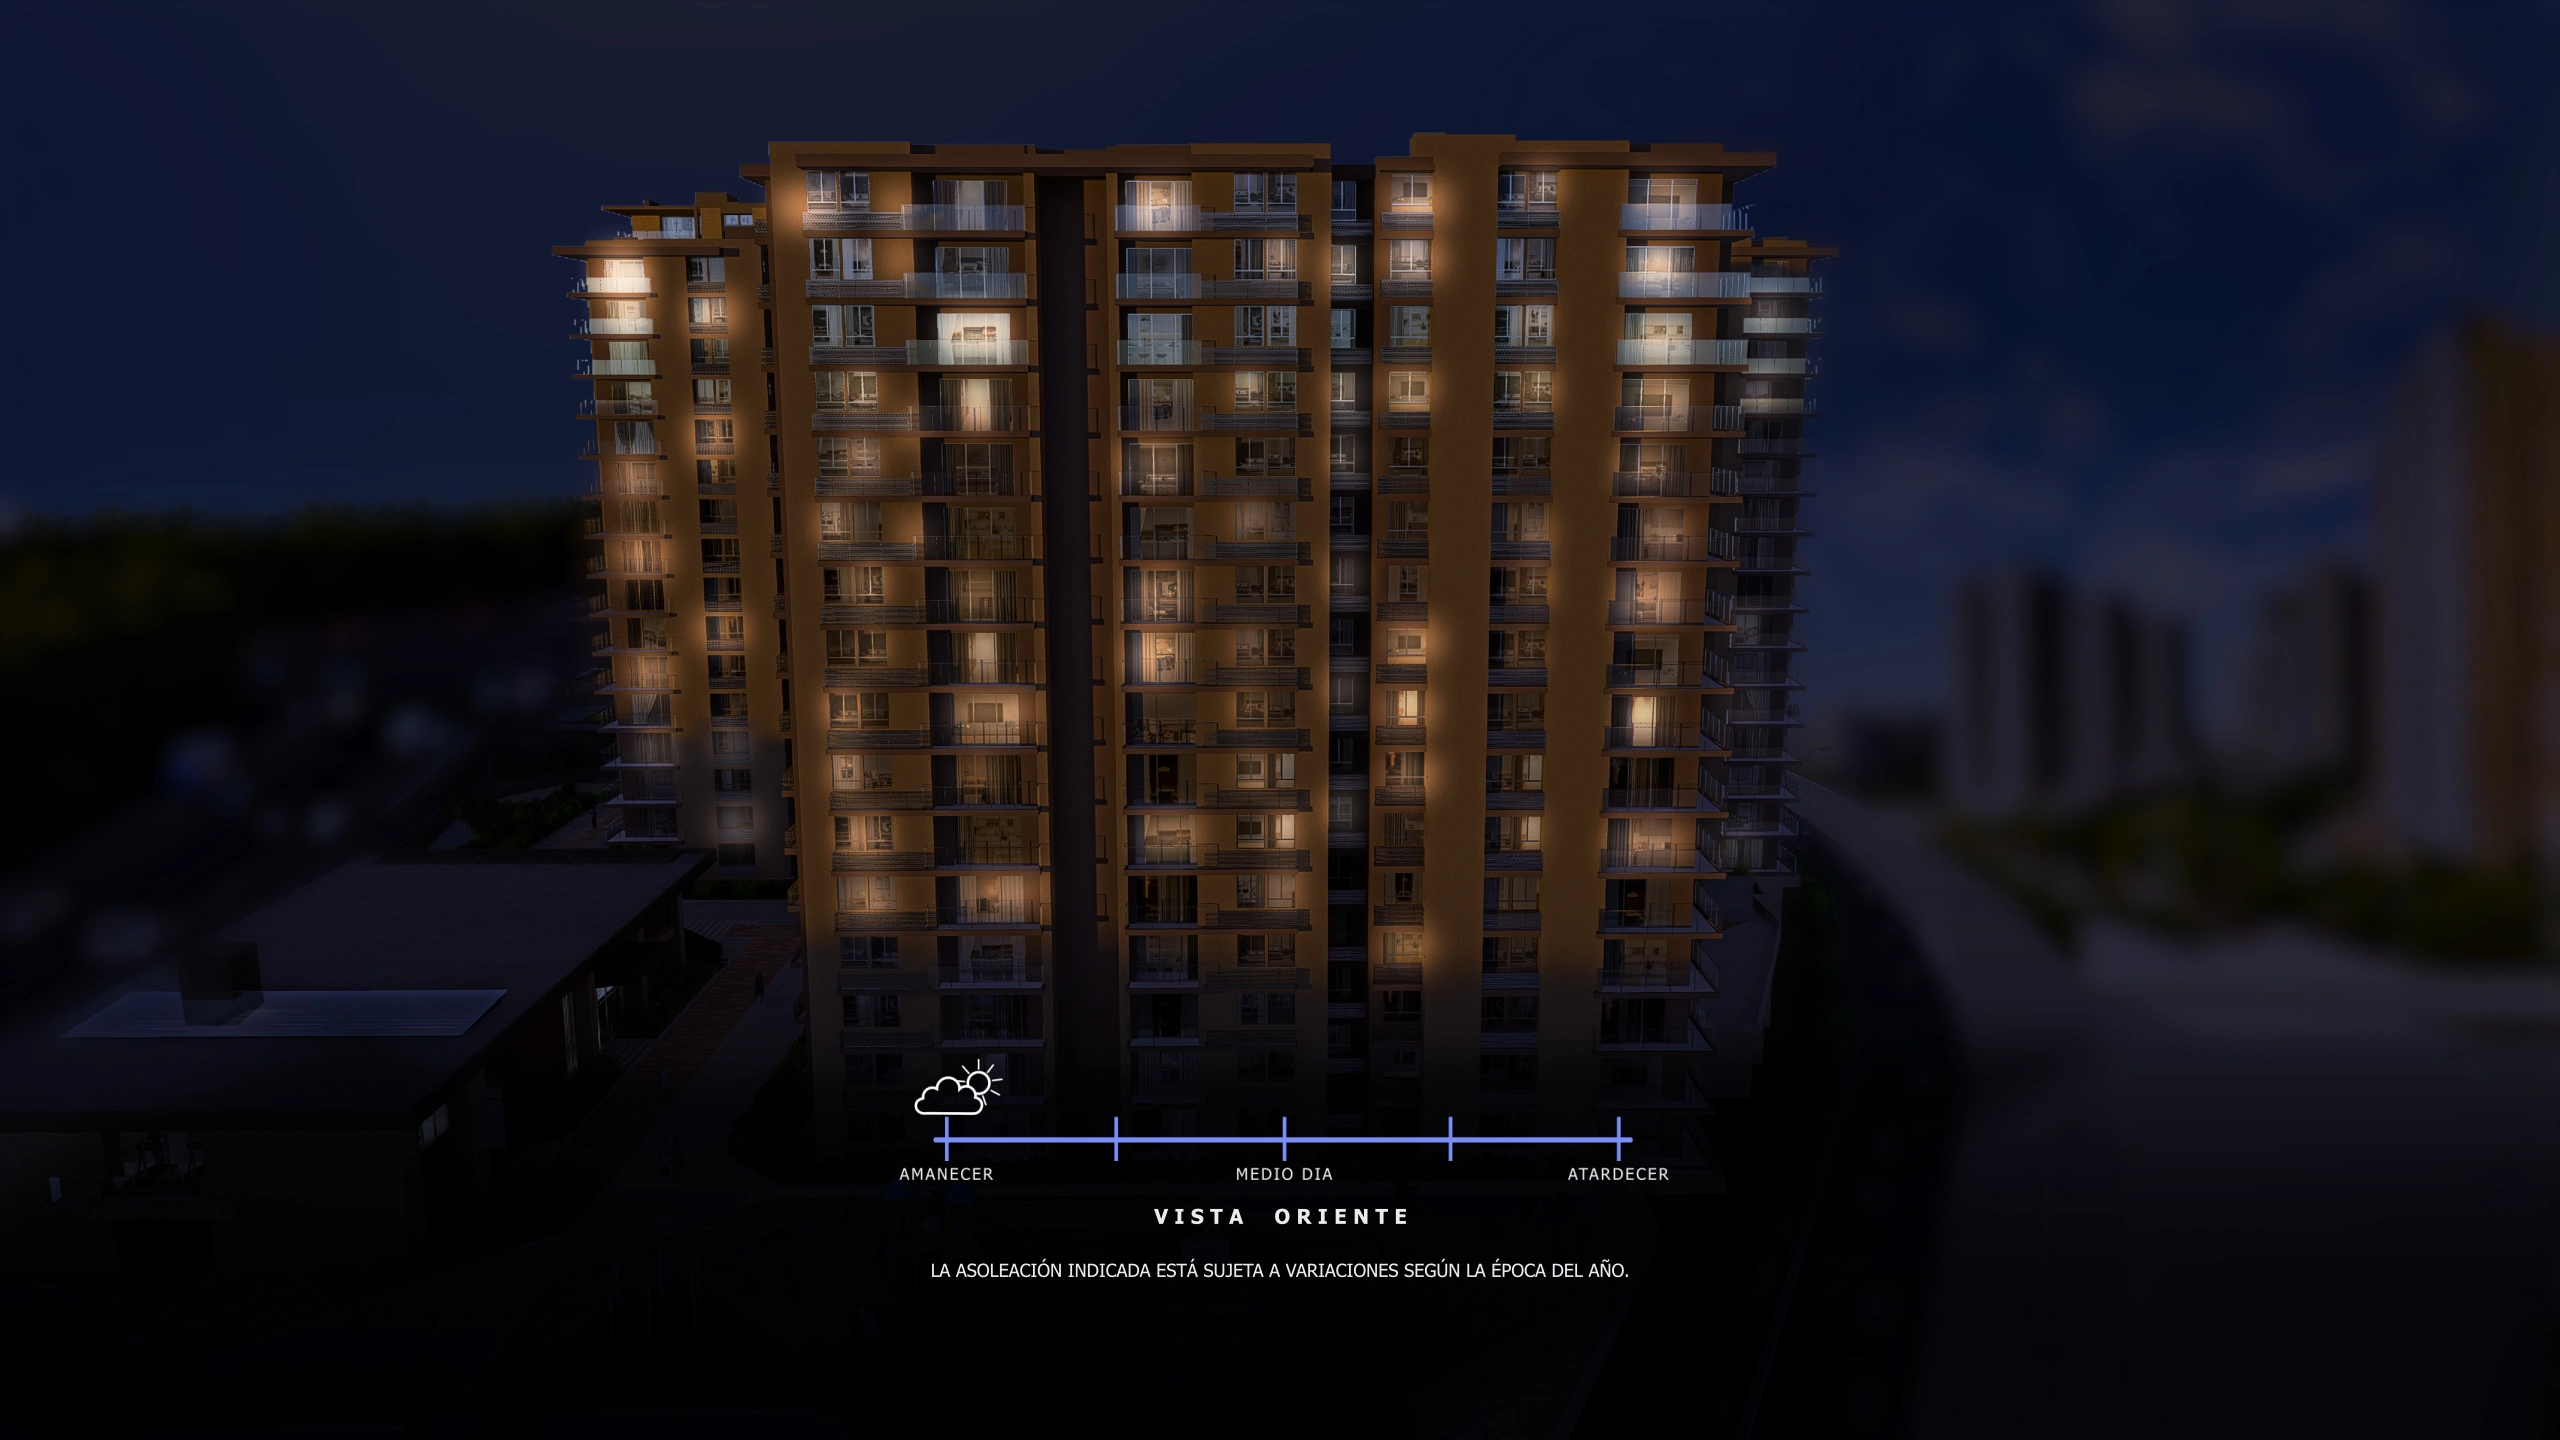 AMANECER MEDIO DIA ATARDECER
VISTA ORIENTE
LA ASOLEACIÓN INDICADA ESTÁ SUJETA A VARIACIONES SEGÚN LA ÉPOCA DEL AÑO.